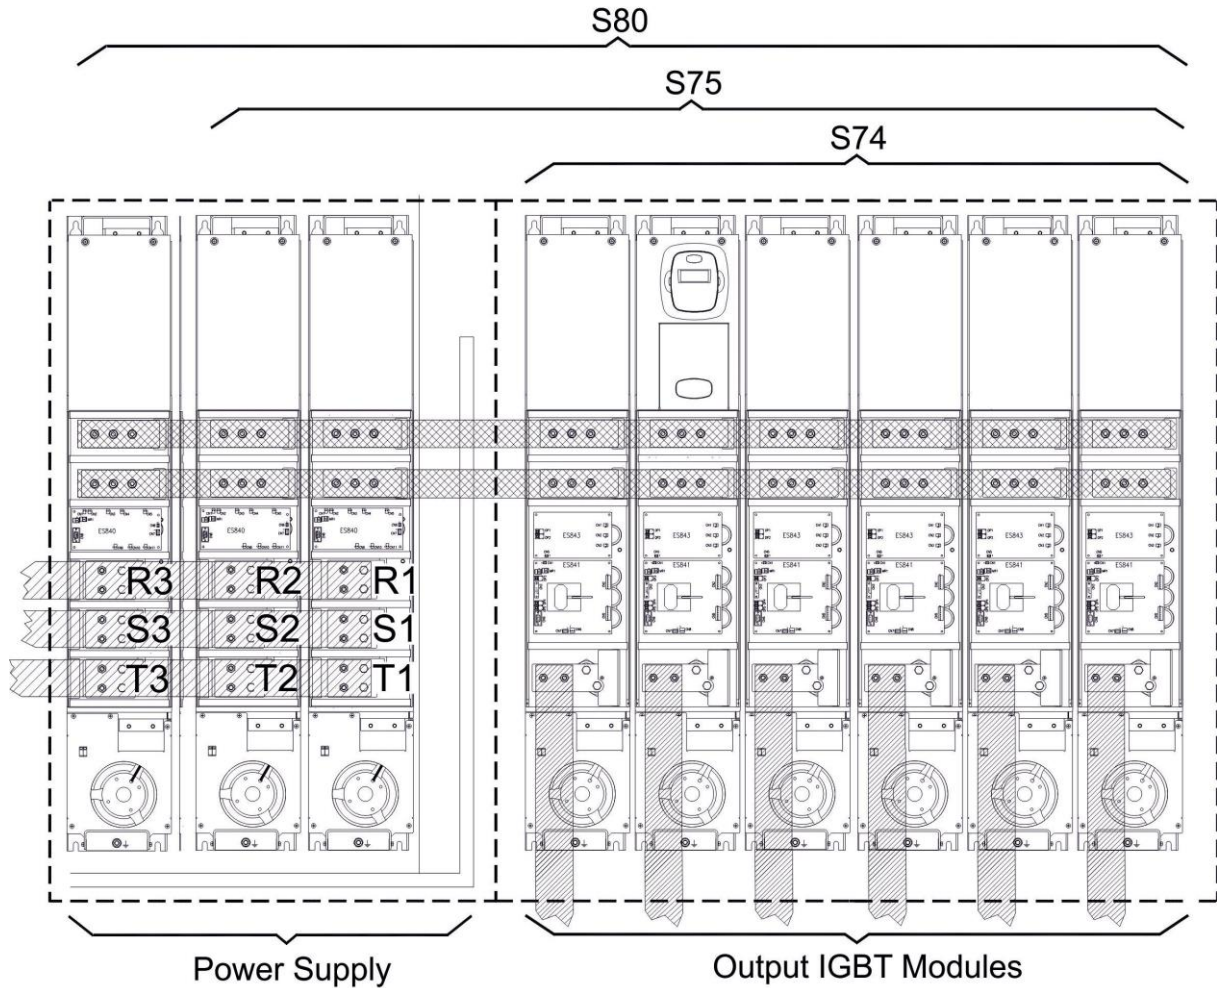 S80
S75
S74
ES840 ES840 ES840
ES843 ES843 ES843 ES843 ES843 ES843
ES841 ES841 ES841 ES841 ES841 ES841
R3 R2 R1
S3 S2 S1
T3 T2 T1
Power Supply
Output IGBT Modules